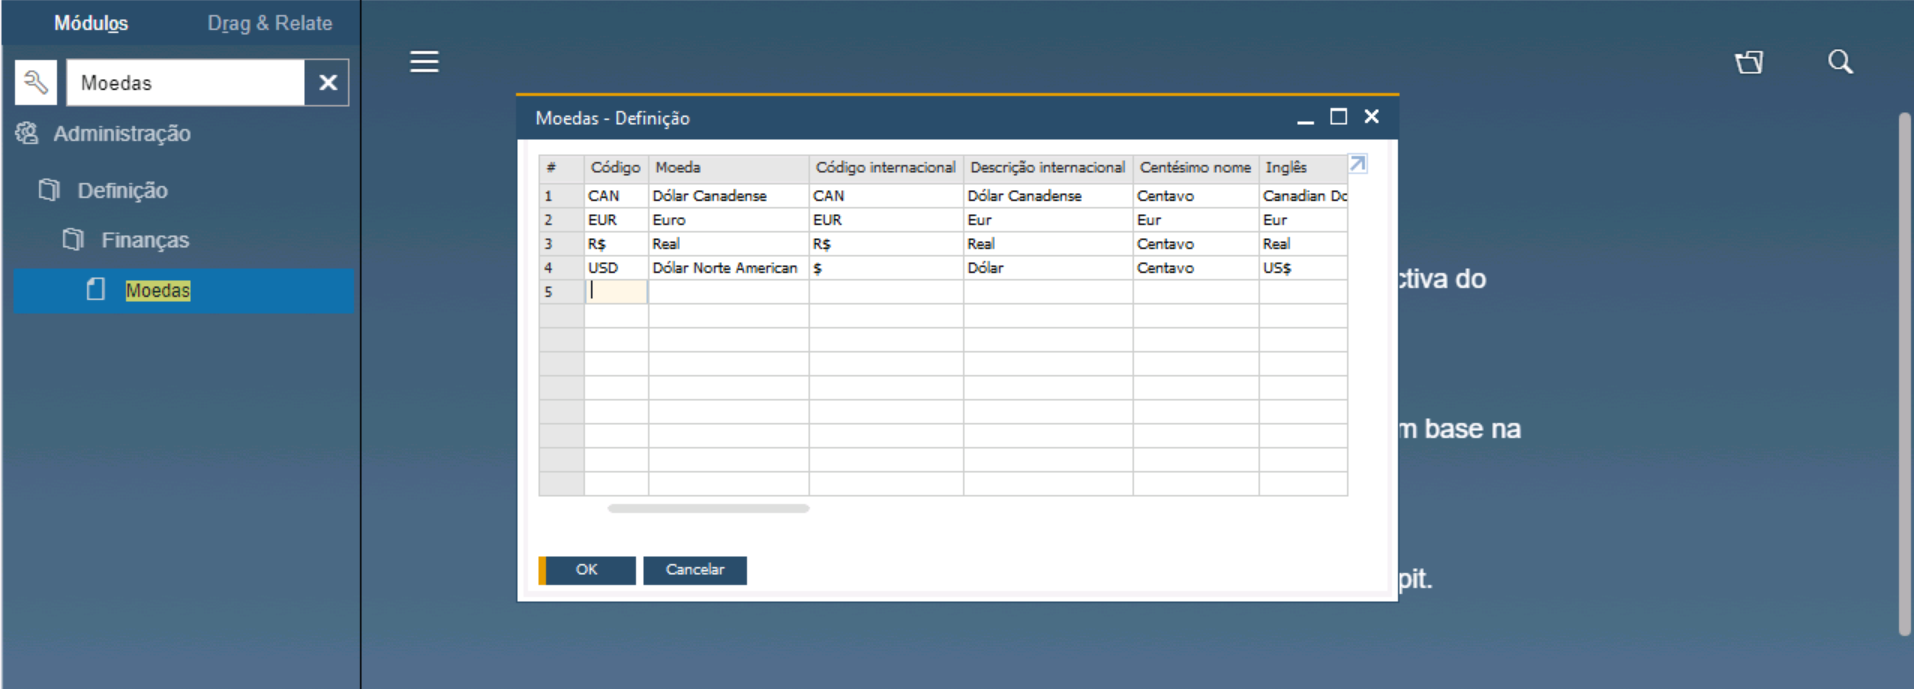 Módulos Drag & Relate
Moedas
Administração
Definição
Finanças
Moedas
Moedas - Definição
# Código Moeda Código internacional Descrição internacional Centésimo nome Inglês
1 CAN Dólar Canadense CAN Dólar Canadense Centavo Canadian Do
2 EUR Euro EUR Eur Eur Eur
3 R$ Real R$ Real Centavo Real
4 USD Dólar Norte American $ Dólar Centavo US$
5
OK Cancelar
ctiva do
m base na
pit.